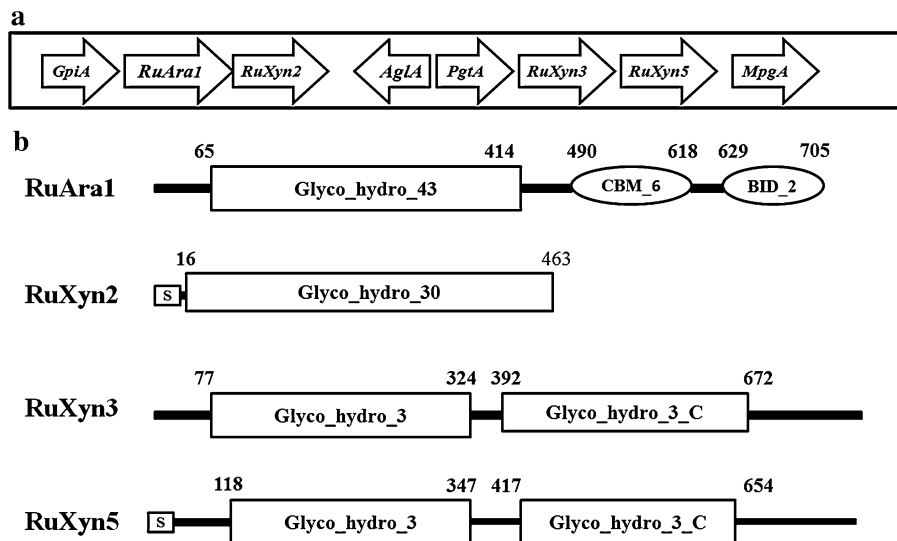 a
GpiA RuAra1 RuXyn2 AglA PgtA RuXyn3 RuXyn5 MpgA
b
65 414 490 618 629 705
RuAra1 Glyco_hydro_43 CBM_6 BID_2
16 463
RuXyn2 S Glyco_hydro_30
77 324 392 672
RuXyn3 Glyco_hydro_3 Glyco_hydro_3_C
118 347 417 654
RuXyn5 S Glyco_hydro_3 Glyco_hydro_3_C